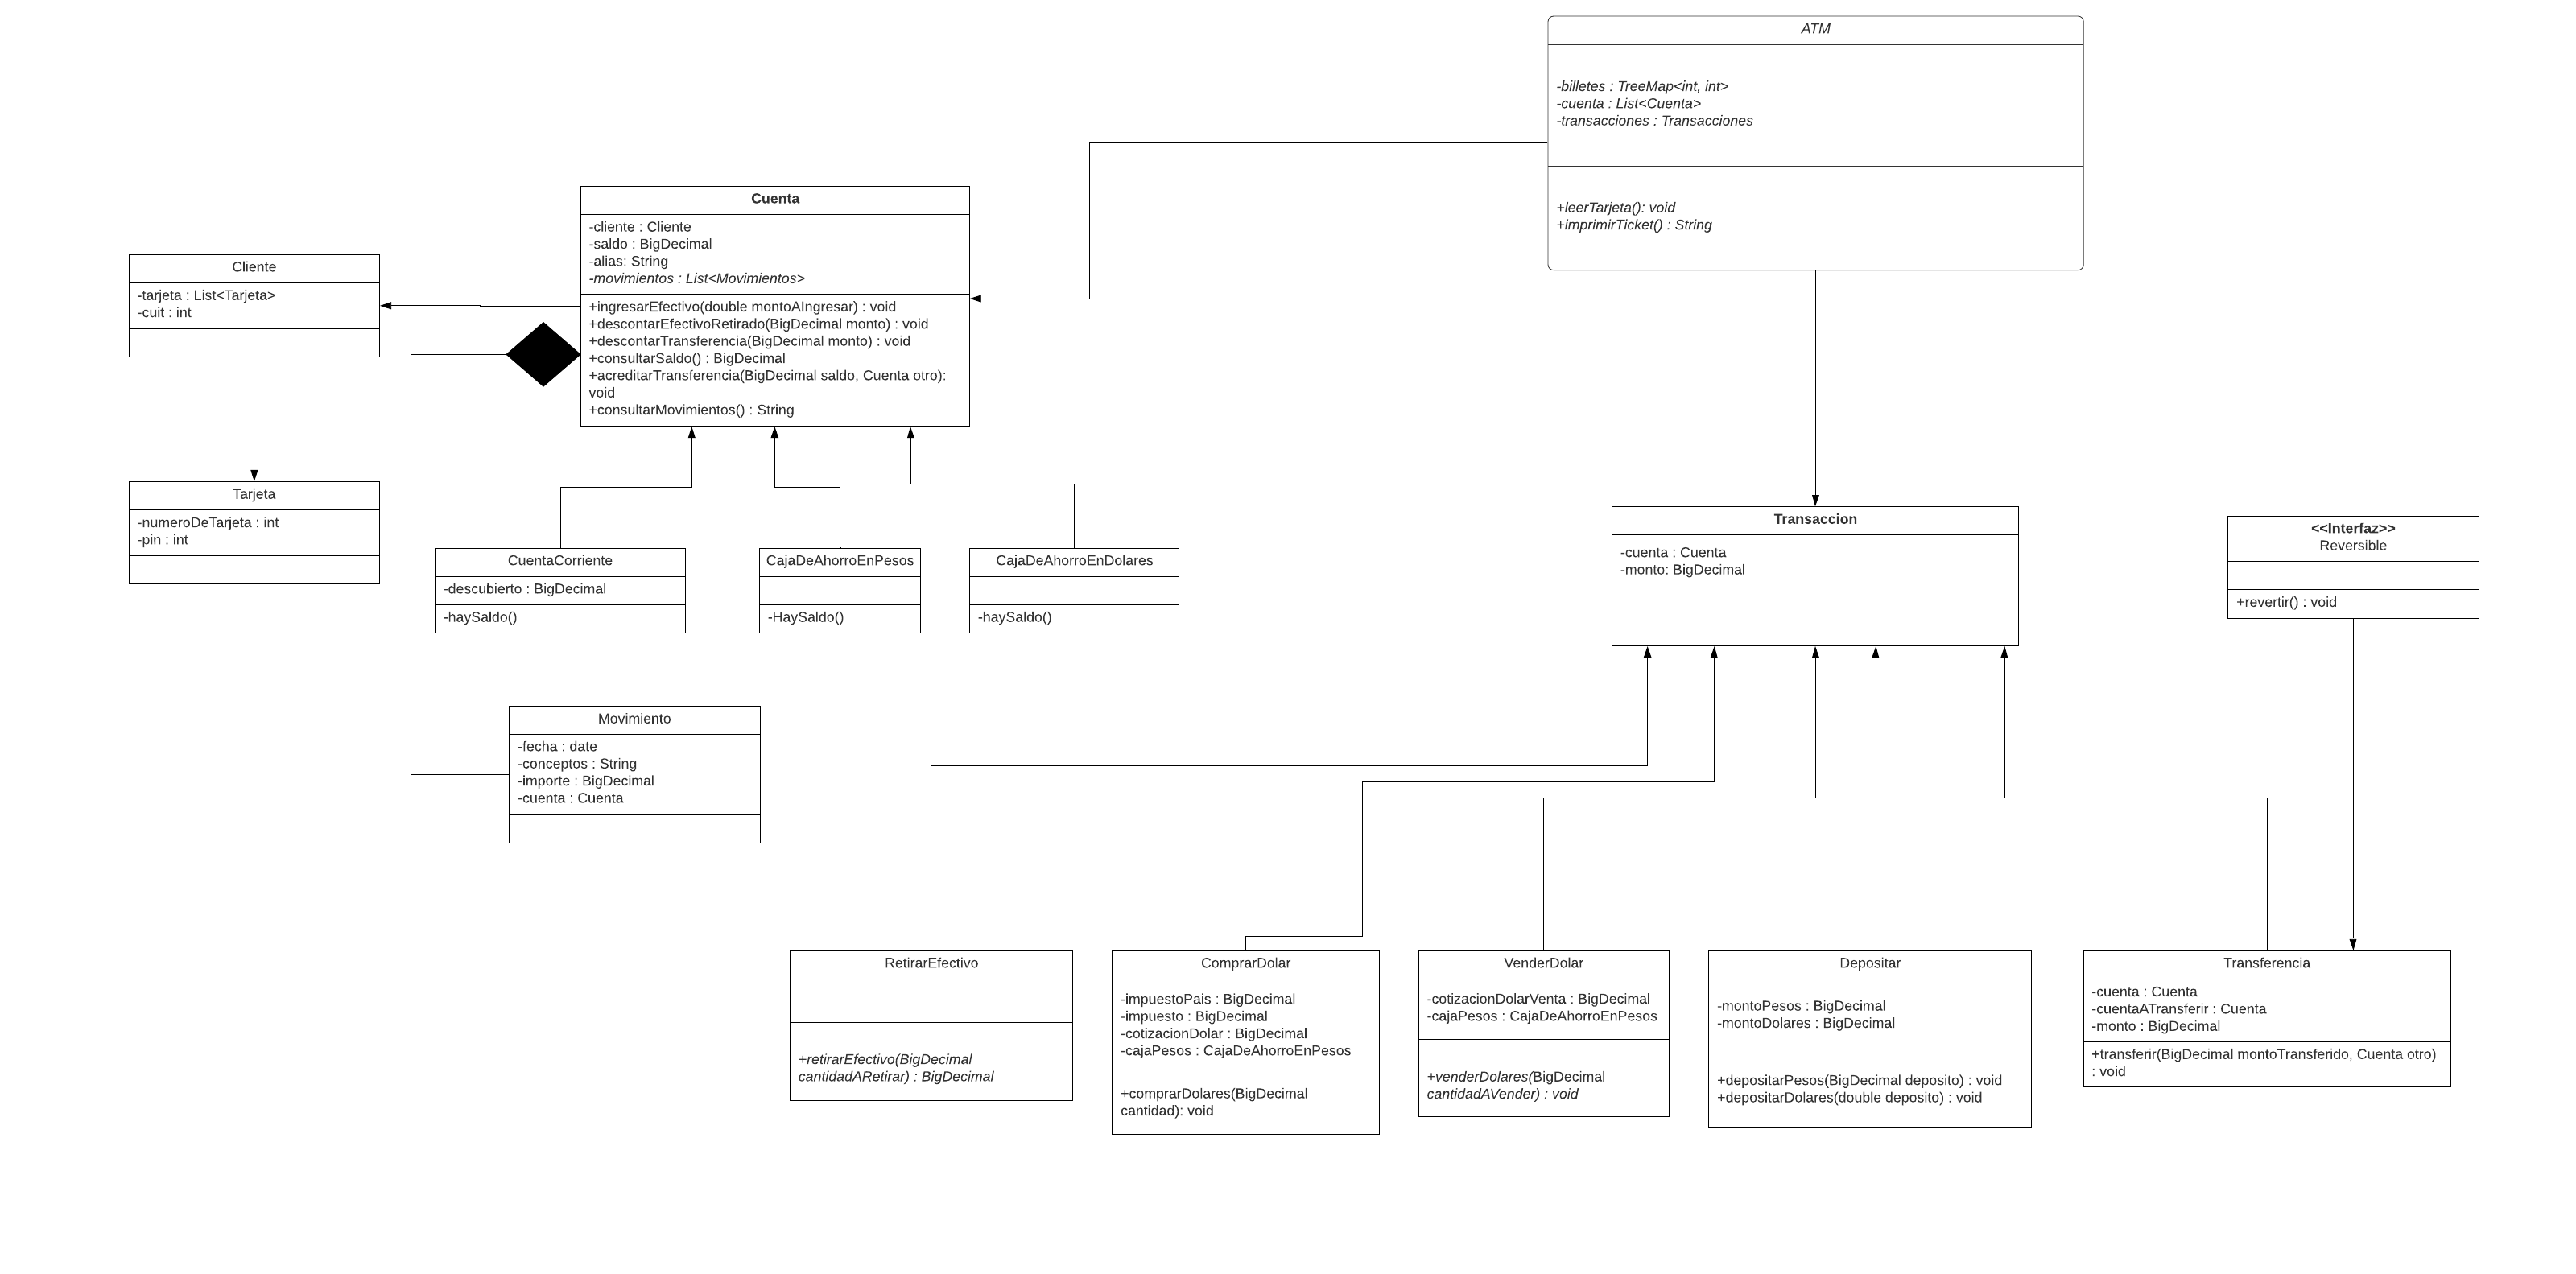 ATM
-billetes : TreeMap<int, int>
-cuenta : List<Cuenta>
-transacciones : Transacciones
+leerTarjeta(): void
+imprimirTicket() : String
Cuenta
-cliente : Cliente
-saldo : BigDecimal
-alias: String
-movimientos : List<Movimientos>
+ingresarEfectivo(double montoAIngresar) : void
+descontarEfectivoRetirado(BigDecimal monto) : void
+descontarTransferencia(BigDecimal monto) : void
+consultarSaldo() : BigDecimal
+acreditarTransferencia(BigDecimal saldo, Cuenta otro):
void
+consultarMovimientos() : String
Cliente
-tarjeta : List<Tarjeta>
-cuit : int
Tarjeta
-numeroDeTarjeta : int
-pin : int
CuentaCorriente
-descubierto : BigDecimal
-haySaldo()
CajaDeAhorroEnPesos
-HaySaldo()
CajaDeAhorroEnDolares
-haySaldo()
Transaccion
-cuenta : Cuenta
-monto: BigDecimal
<<Interfaz>>
Reversible
+revertir() : void
Movimiento
-fecha : date
-conceptos : String
-importe : BigDecimal
-cuenta : Cuenta
RetirarEfectivo
+retirarEfectivo(BigDecimal
cantidadARetirar) : BigDecimal
ComprarDolar
-impuestoPais : BigDecimal
-impuesto : BigDecimal
-cotizacionDolar : BigDecimal
-cajaPesos : CajaDeAhorroEnPesos
+comprarDolares(BigDecimal
cantidad): void
VenderDolar
-cotizacionDolarVenta : BigDecimal
-cajaPesos : CajaDeAhorroEnPesos
+venderDolares(BigDecimal
cantidadAVender) : void
Depositar
-montoPesos : BigDecimal
-montoDolares : BigDecimal
+depositarPesos(BigDecimal deposito) : void
+depositarDolares(double deposito) : void
Transferencia
-cuenta : Cuenta
-cuentaATransferir : Cuenta
-monto : BigDecimal
+transferir(BigDecimal montoTransferido, Cuenta otro)
: void